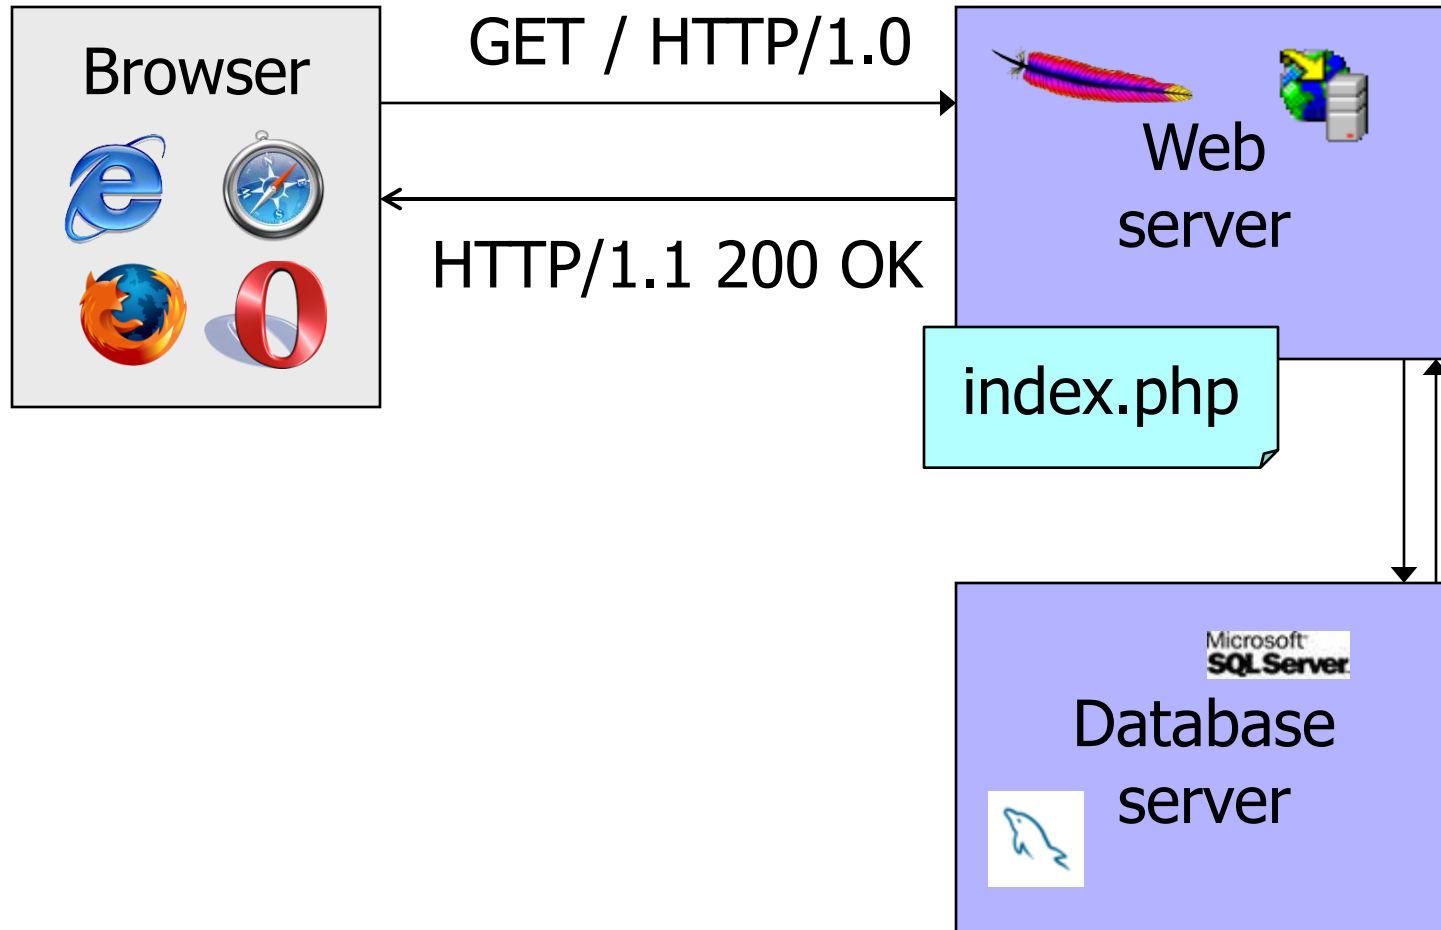 Browser
GET / HTTP/1.0
HTTP/1.1 200 OK
Web
server
index.php
Microsoft
SQL Server
Database
server